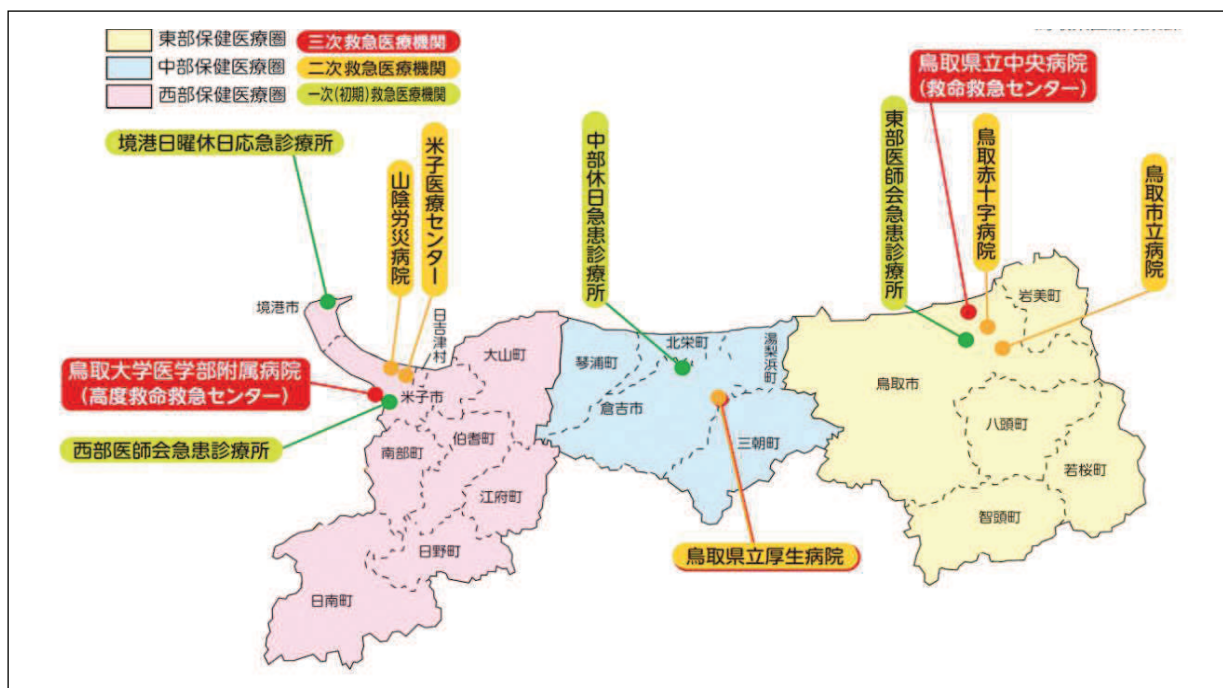 東部保健医療圏
三次救急医療機関
中部保健医療圏
二次救急医療機関
西部保健医療圏
一次(初期)救急医療機関
鳥取県立中央病院
(救命救急センター)
境港日曜休日応急診療所
山陰労災病院
米子医療センター
中部休日急患診療所
東部医師会急患診療所
鳥取赤十字病院
鳥取市立病院
境港市
日吉津村
大山町
琴浦町
北栄町
湯梨浜町
岩美町
鳥取大学医学部附属病院
(高度救命救急センター)
米子市
倉吉市
鳥取市
西部医師会急患診療所
南部町
伯耆町
三朝町
八頭町
若桜町
江府町
智頭町
日野町
鳥取県立厚生病院
日南町